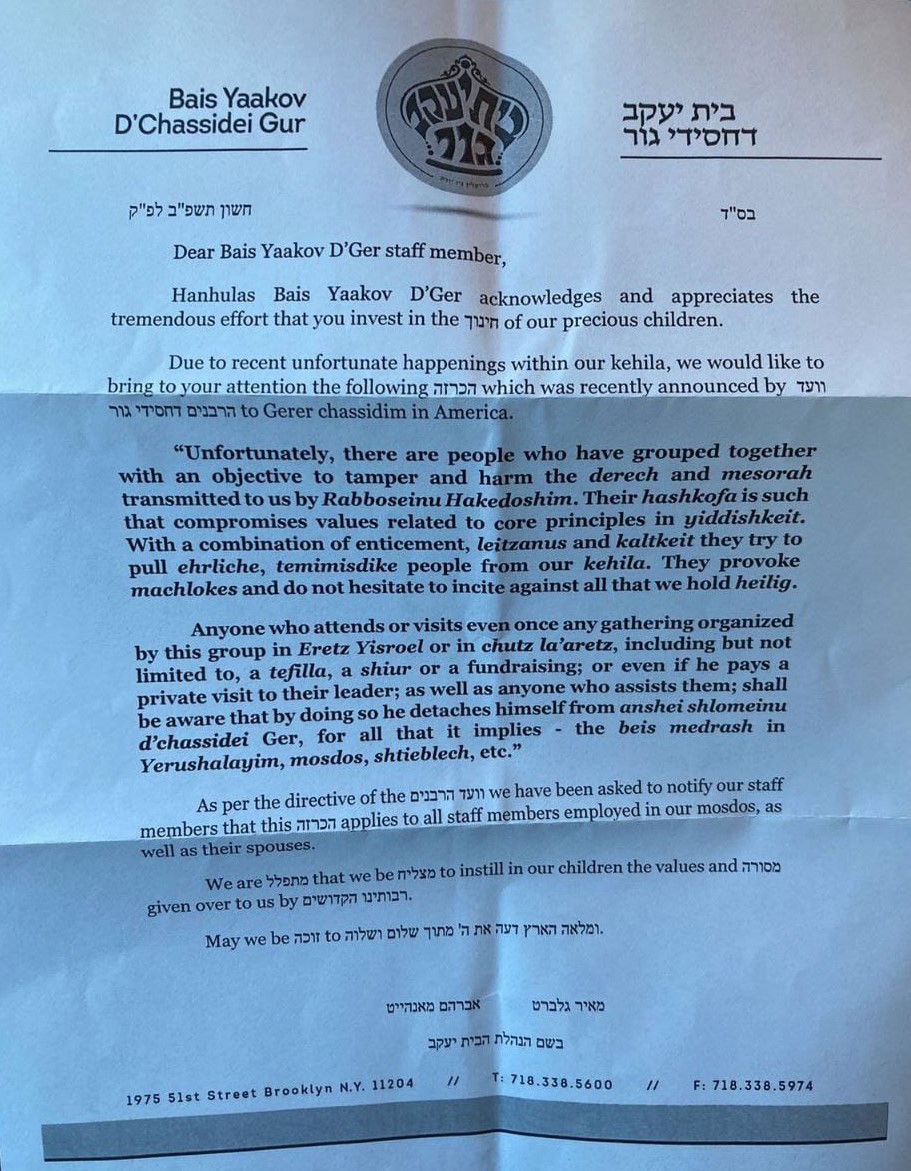 Bais Yaakov
D'Chassidei Gur
בית יעקב
גור
בית יעקב
דחסידי גור
חשון תשפ"ב לפ"ק
בס"ד
Dear Bais Yaakov D'Ger staff member,
Hanhulas Bais Yaakov D'Ger acknowledges and appreciates the
tremendous effort that you invest in the חינוך of our precious children.
Due to recent unfortunate happenings within our kehila, we would like to
bring to your attention the following הכרזה which was recently announced by וועד
הרבנים דחסידי גור to Gerer chassidim in America.
"Unfortunately, there are people who have grouped together
with an objective to tamper and harm the derech and mesorah
transmitted to us by Rabboseinu Hakedoshim. Their hashkofa is such
that compromises values related to core principles in yiddishkeit.
With a combination of enticement, leitzanus and kaltkeit they try to
pull ehrliche, temimisdike people from our kehila. They provoke
machlokes and do not hesitate to incite against all that we hold heilig.
Anyone who attends or visits even once any gathering organized
by this group in Eretz Yisroel or in chutz la'aretz, including but not
limited to, a tefilla, a shiur or a fundraising; or even if he pays a
private visit to their leader; as well as anyone who assists them; shall
be aware that by doing so he detaches himself from anshei shlomeinu
d'chassidei Ger, for all that it implies - the beis medrash in
Yerushalayim, mosdos, shtieblech, etc."
As per the directive of the וועד הרבנים we have been asked to notify our staff
members that this הכרזה applies to all staff members employed in our mosdos, as
well as their spouses.
We are מתפלל that we be מצליח to instill in our children the values and מסורה
given over to us by רבותינו הקדושים.
May we be זוכה to ומלאה הארץ דעה את ה' מתוך שלום ושלוה.
מאיר גלברט אברהם מאנהייט
בשם הנהלת הבית יעקב
1975 51st Street Brooklyn N.Y. 11204 // T: 718.338.5600 // F: 718.338.5974